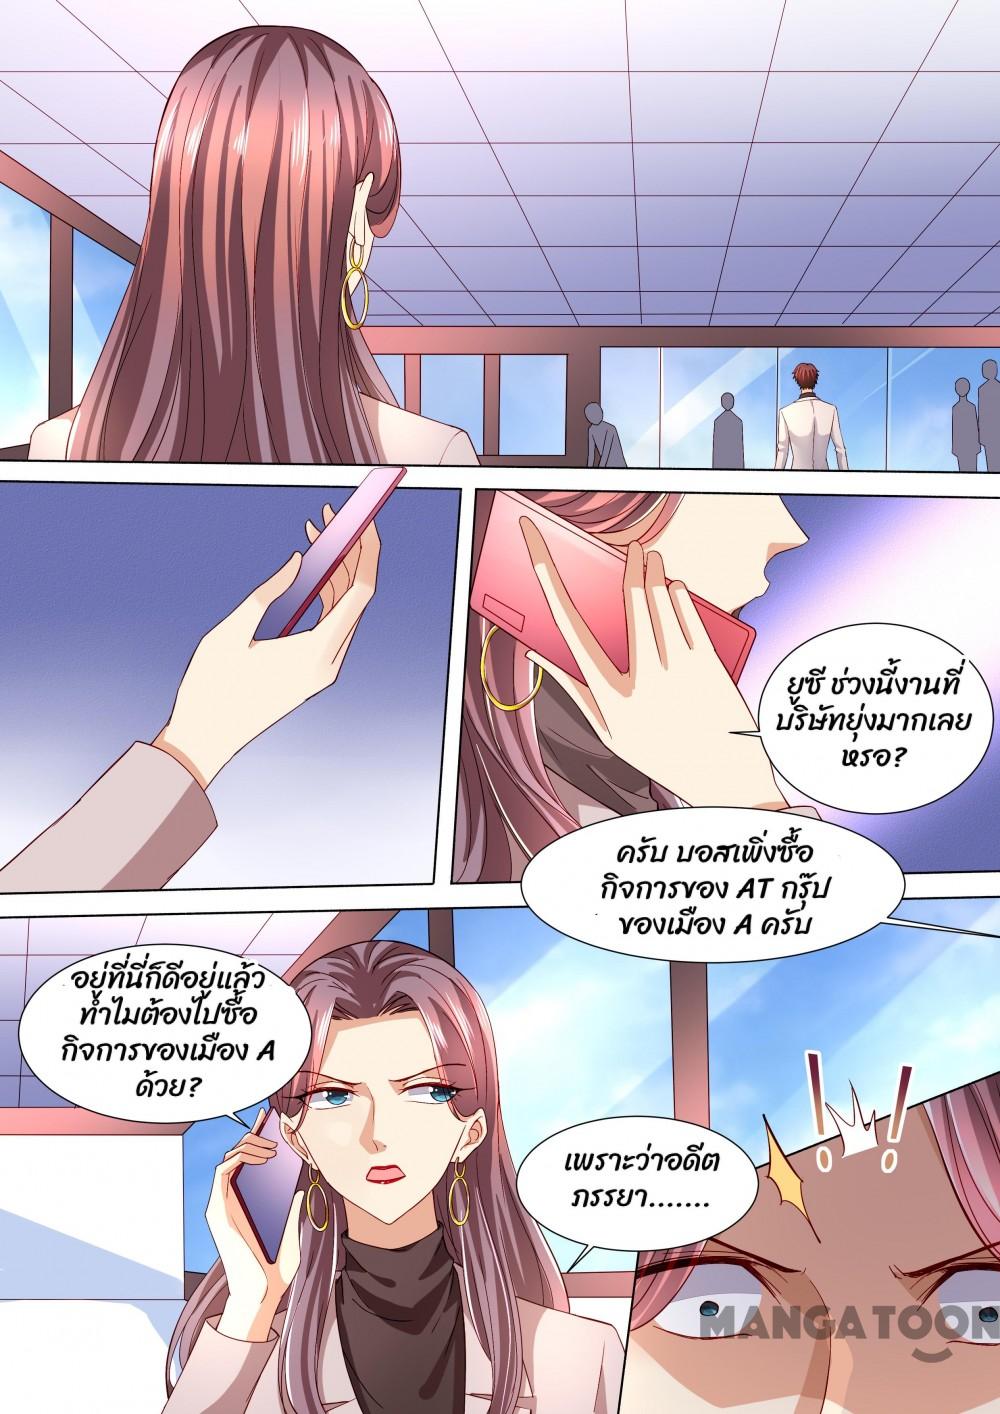 ยูซี ช่วงนี้งานที่
บริษัทยุ่งมากเลย
หรอ?
ครับ บอสเพิ่งซื้อ
กิจการของ AT กรุ๊ป
ของเมือง A ครับ
อยู่ที่นี่ก็ดีอยู่แล้ว
ทำไมต้องไปซื้อ
กิจการของเมือง A
ด้วย?
เพราะว่าอดีต
ภรรยา.......
! !
MANGATOON